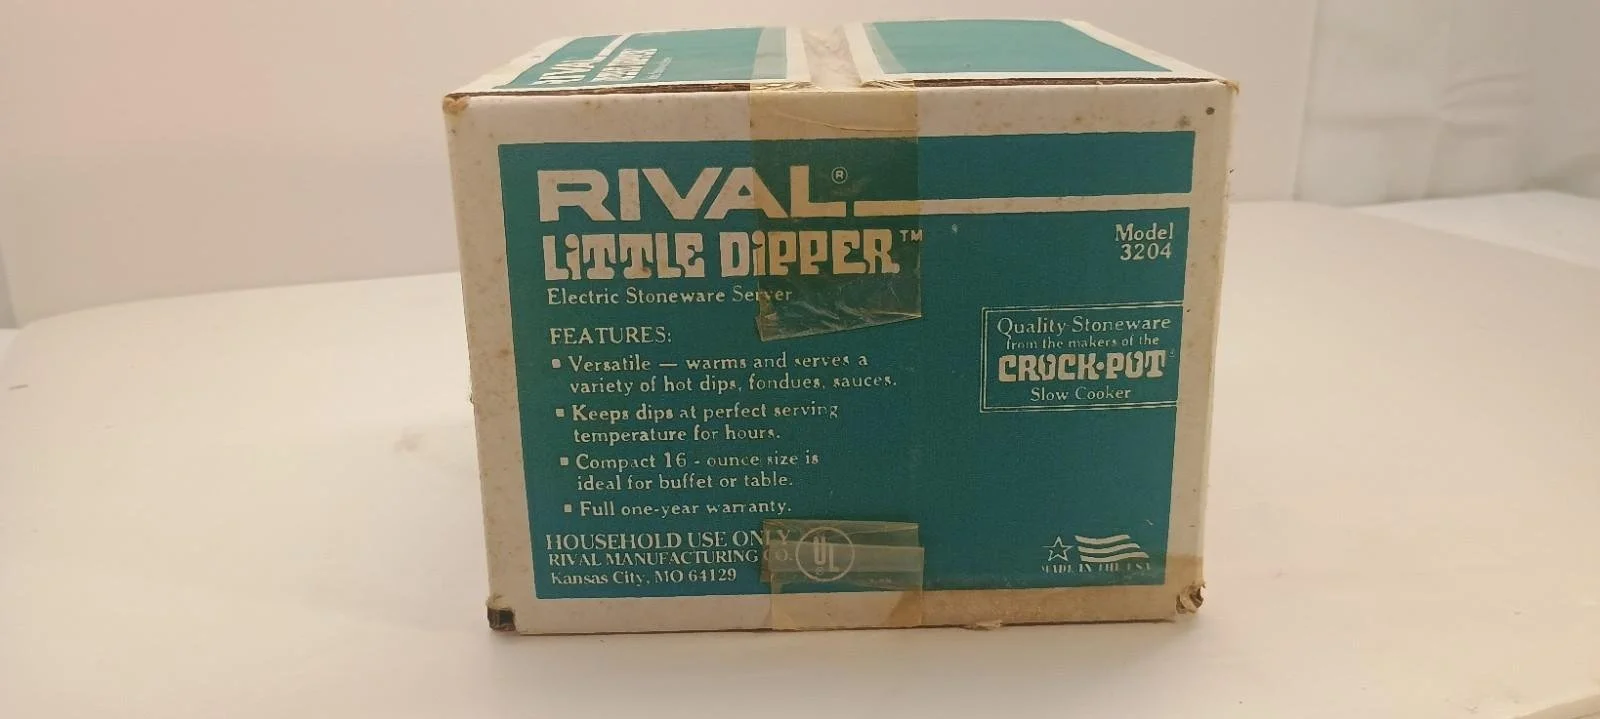 RIVAL
RIVAL®
LiTTLE DiPPER™
Electric Stoneware Server
Model
3204
FEATURES:
▪ Versatile — warms and serves a
variety of hot dips, fondues, sauces.
▪ Keeps dips at perfect serving
temperature for hours.
▪ Compact 16 - ounce size is
ideal for buffet or table.
▪ Full one-year warranty.
Quality Stoneware
from the makers of the
CROCK•POT®
Slow Cooker
HOUSEHOLD USE ONLY
RIVAL MANUFACTURING CO.
Kansas City, MO 64129
UL
®
MADE IN THE USA